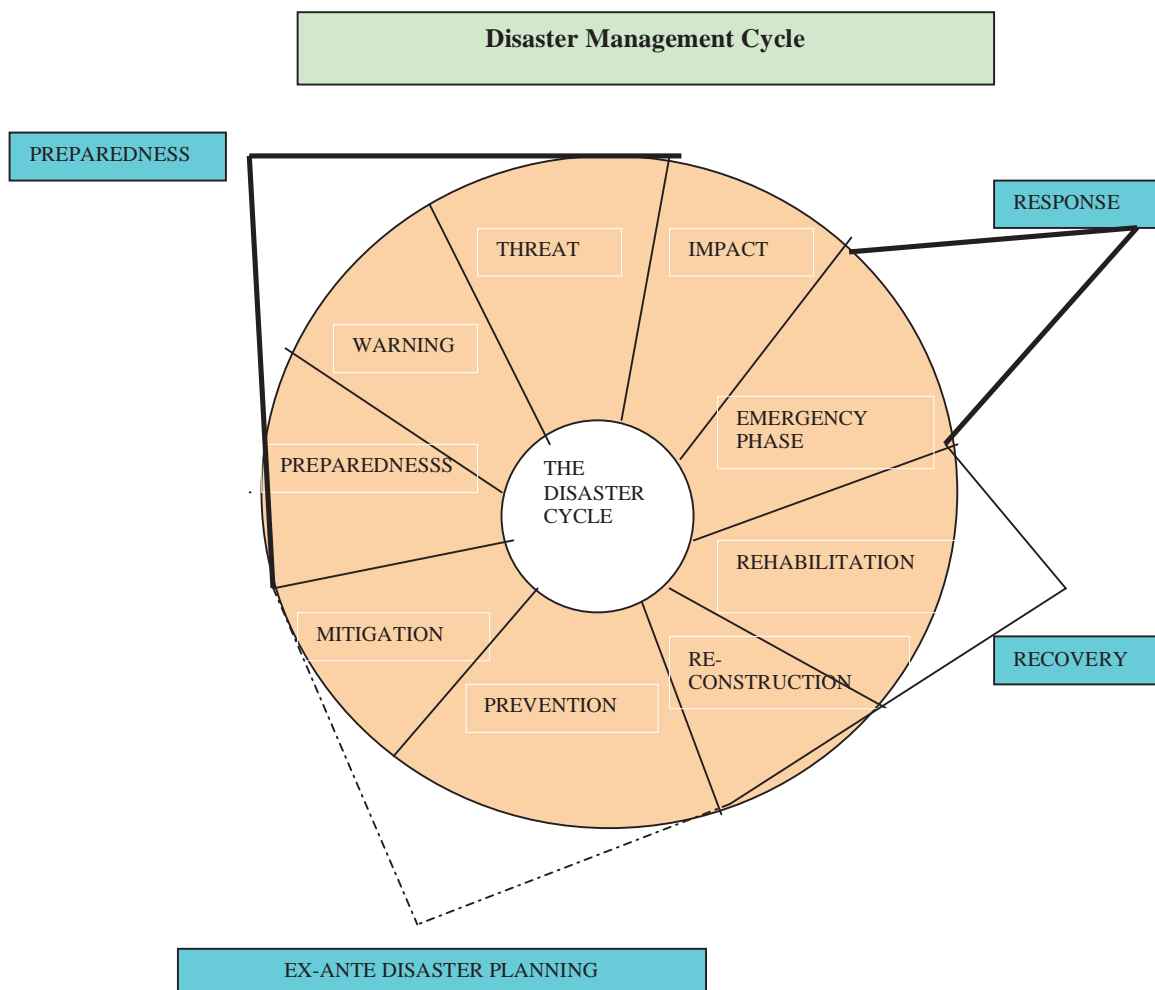 Disaster Management Cycle
PREPAREDNESS
RESPONSE
THREAT
IMPACT
WARNING
EMERGENCY
PHASE
PREPAREDNESSS
THE
DISASTER
CYCLE
REHABILITATION
MITIGATION
RE-
CONSTRUCTION
RECOVERY
PREVENTION
EX-ANTE DISASTER PLANNING